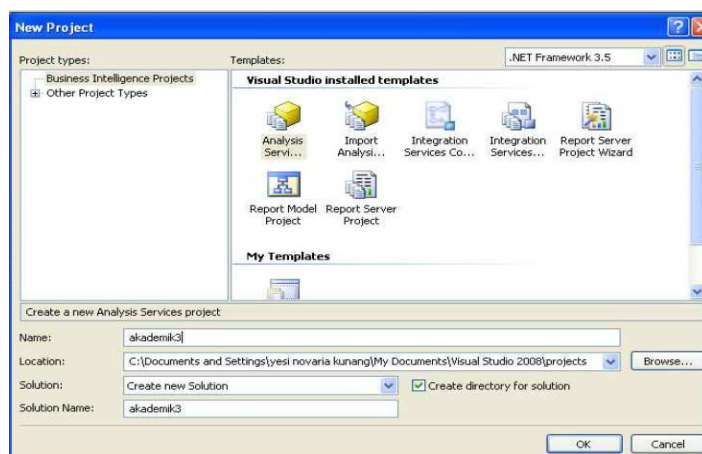 New Project
Project types:
Templates:
.NET Framework 3.5
Business Intelligence Projects
Other Project Types
Visual Studio installed templates
Analysis Servi...
Import Analysi...
Integration Services Co...
Integration Services...
Report Server Project Wizard
Report Model Project
Report Server Project
My Templates
Create a new Analysis Services project
Name:
akademik3
Location:
C:\Documents and Settings\yesi novaria kunang\My Documents\Visual Studio 2008\projects
Browse...
Solution:
Create new Solution
Create directory for solution
Solution Name:
akademik3
OK
Cancel